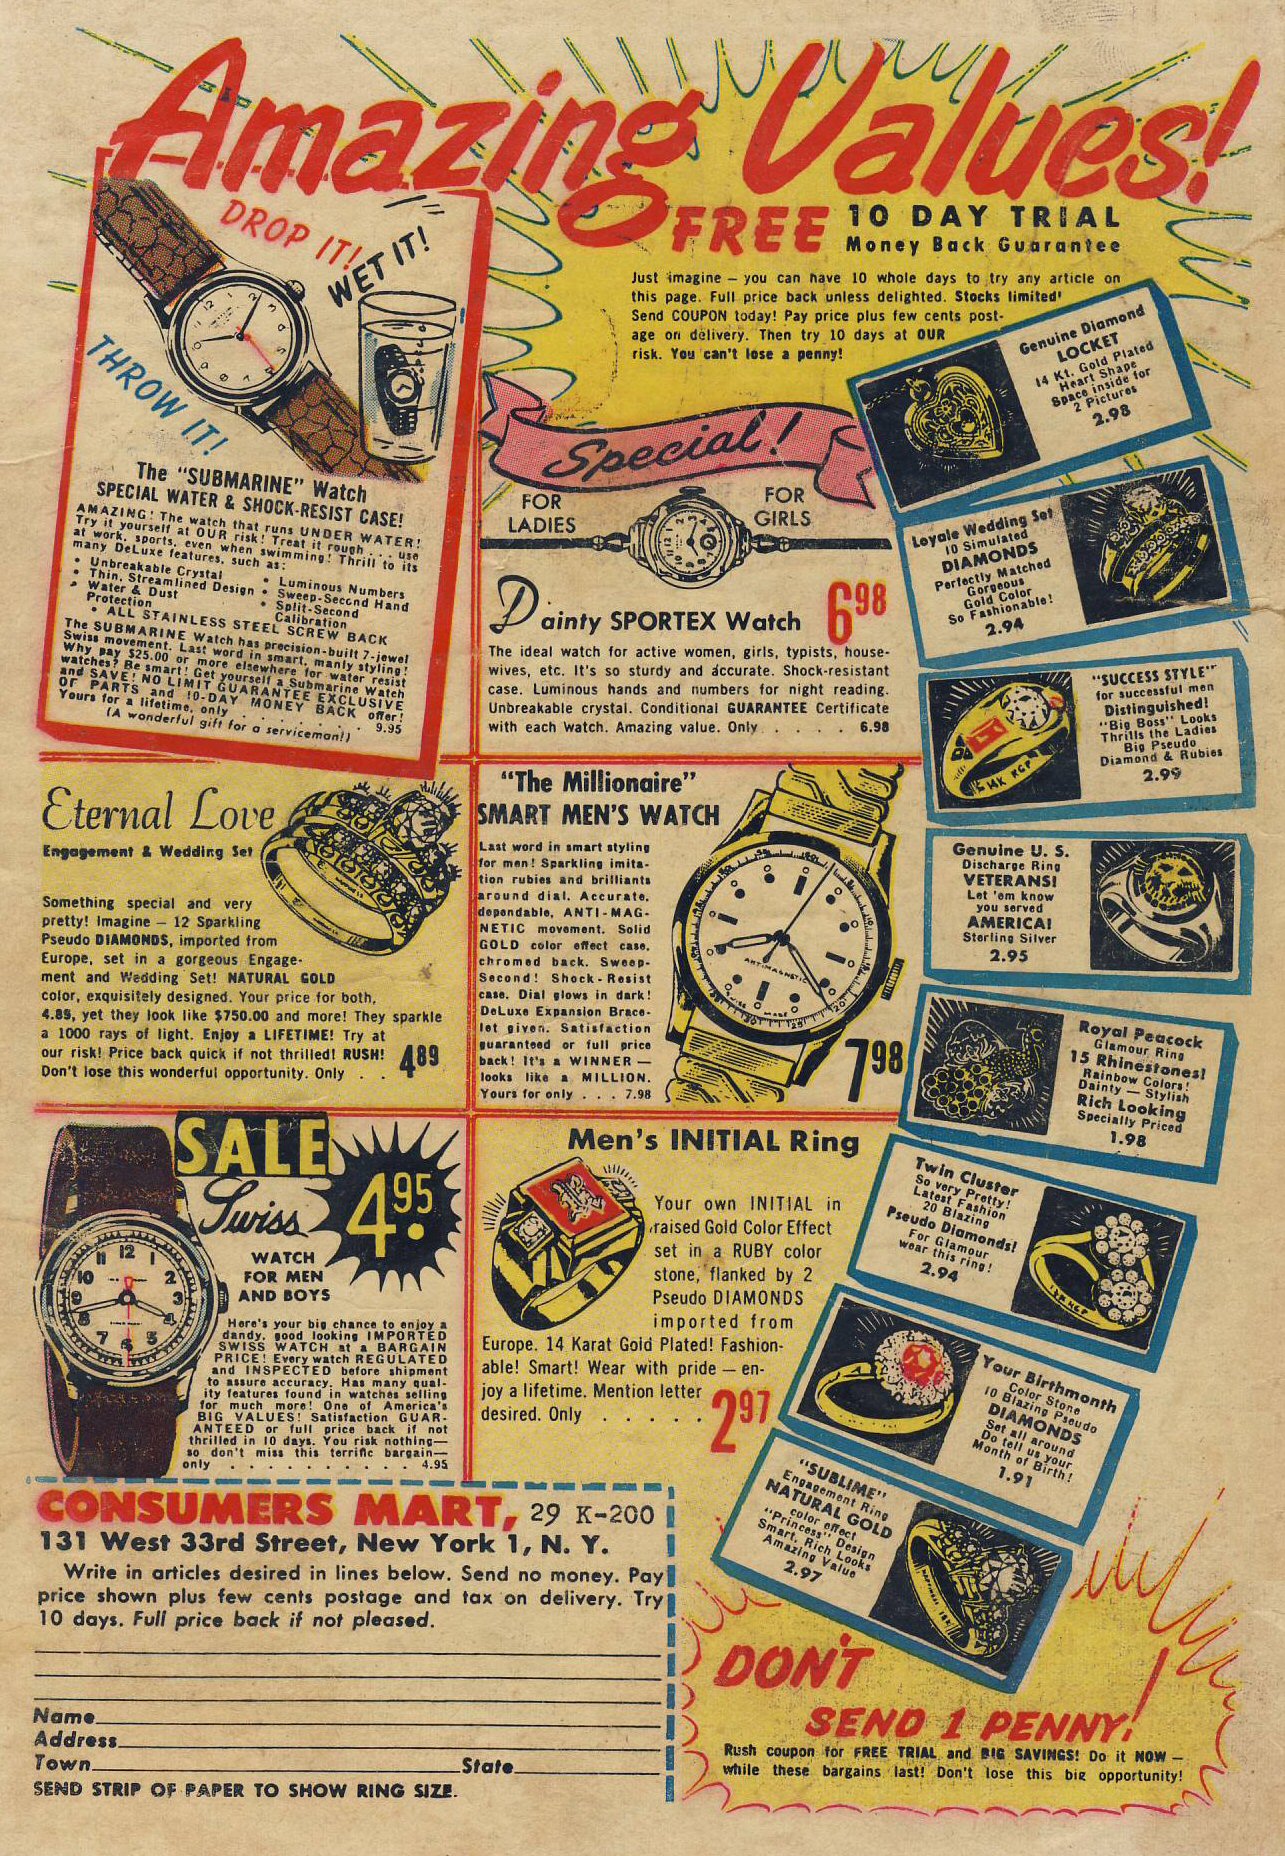 Amazing Values!
DROP IT!
WET IT!
THROW IT!
The "SUBMARINE" Watch
SPECIAL WATER & SHOCK-RESIST CASE!
AMAZING! The watch that runs UNDER WATER!
Try it yourself at OUR risk! Treat it rough . . . use
at work, sports, even when swimming! Thrill to its
many DeLuxe features, such as:
• Unbreakable Crystal
• Thin, Streamlined Design
• Water & Dust
Protection
• Luminous Numbers
• Sweep-Second Hand
• Split-Second
Calibration
• ALL STAINLESS STEEL SCREW BACK
The SUBMARINE Watch has precision-built 7-jewel
Swiss movement. Last word in smart, manly styling!
Why pay $25.00 or more elsewhere for water resist
watches? Be smart! Get yourself a Submarine Watch
and SAVE! NO LIMIT GUARANTEE EXCLUSIVE
OF PARTS and 10-DAY MONEY BACK offer!
Yours for a lifetime, only . . . . . . . 9.95
(A wonderful gift for a serviceman!)
FREE 10 DAY TRIAL
Money Back Guarantee
Just imagine — you can have 10 whole days to try any article on
this page. Full price back unless delighted. Stocks limited!
Send COUPON today! Pay price plus few cents post-
age on delivery. Then try 10 days at OUR
risk. You can't lose a penny!
Special!
FOR
LADIES
FOR
GIRLS
Dainty SPORTEX Watch 6 98
The ideal watch for active women, girls, typists, house-
wives, etc. It's so sturdy and accurate. Shock-resistant
case. Luminous hands and numbers for night reading.
Unbreakable crystal. Conditional GUARANTEE Certificate
with each watch. Amazing value. Only . . . . . 6.98
Genuine Diamond
LOCKET
14 Kt. Gold Plated
Heart Shape
Space inside for
2 Pictures
2.98
Loyale Wedding Set
10 Simulated
DIAMONDS
Perfectly Matched
Gorgeous
Gold Color
So Fashionable!
2.94
"SUCCESS STYLE"
for successful men
Distinguished!
"Big Boss" Looks
Thrills the Ladies
Big Pseudo
Diamond & Rubies
2.99
14K RGP
Genuine U. S.
Discharge Ring
VETERANS!
Let 'em know
you served
AMERICA!
Sterling Silver
2.95
Royal Peacock
Glamour Ring
15 Rhinestones!
Rainbow Colors!
Dainty — Stylish
Rich Looking
Specially Priced
1.98
Twin Cluster
So very Pretty!
Latest Fashion
20 Blazing
Pseudo Diamonds!
For Glamour
wear this ring!
2.94
Your Birthmonth
Color Stone
10 Blazing Pseudo
DIAMONDS
Set all around
Do tell us your
Month of Birth!
1.91
"SUBLIME"
Engagement Ring
NATURAL GOLD
color effect
"Princess" Design
Smart, Rich Looks
Amazing Value
2.97
Eternal Love
Engagement & Wedding Set
Something special and very
pretty! Imagine — 12 Sparkling
Pseudo DIAMONDS, imported from
Europe, set in a gorgeous Engage-
ment and Wedding Set! NATURAL GOLD
color, exquisitely designed. Your price for both,
4.89, yet they look like $750.00 and more! They sparkle
a 1000 rays of light. Enjoy a LIFETIME! Try at
our risk! Price back quick if not thrilled! RUSH!
Don't lose this wonderful opportunity. Only . . 4 89
"The Millionaire"
SMART MEN'S WATCH
Last word in smart styling
for men! Sparkling imita-
tion rubies and brilliants
around dial. Accurate,
dependable, ANTI-MAG-
NETIC movement. Solid
GOLD color effect case,
chromed back. Sweep-
Second! Shock-Resist
case. Dial glows in dark!
DeLuxe Expansion Brace-
let given. Satisfaction
guaranteed or full price
back! It's a WINNER —
looks like a MILLION.
Yours for only . . . 7.98
ANTIMAGNETIC
7 98
SALE
Swiss
4.95
WATCH
FOR MEN
AND BOYS
Here's your big chance to enjoy a
dandy, good looking IMPORTED
SWISS WATCH at a BARGAIN
PRICE! Every watch REGULATED
and INSPECTED before shipment
to assure accuracy. Has many qual-
ity features found in watches selling
for much more! One of America's
BIG VALUES! Satisfaction GUAR-
ANTEED or full price back if not
thrilled in 10 days. You risk nothing—
so don't miss this terrific bargain—
only . . . . . . . . . . 4.95
Men's INITIAL Ring
Your own INITIAL in
raised Gold Color Effect
set in a RUBY color
stone, flanked by 2
Pseudo DIAMONDS
imported from
Europe. 14 Karat Gold Plated! Fashion-
able! Smart! Wear with pride — en-
joy a lifetime. Mention letter
desired. Only . . . . . . 2 97
CONSUMERS MART, 29 K-200
131 West 33rd Street, New York 1, N. Y.
Write in articles desired in lines below. Send no money. Pay
price shown plus few cents postage and tax on delivery. Try
10 days. Full price back if not pleased.
Name
Address
Town State
SEND STRIP OF PAPER TO SHOW RING SIZE.
DON'T
SEND 1 PENNY!
Rush coupon for FREE TRIAL and BIG SAVINGS! Do it NOW —
while these bargains last! Don't lose this big opportunity!